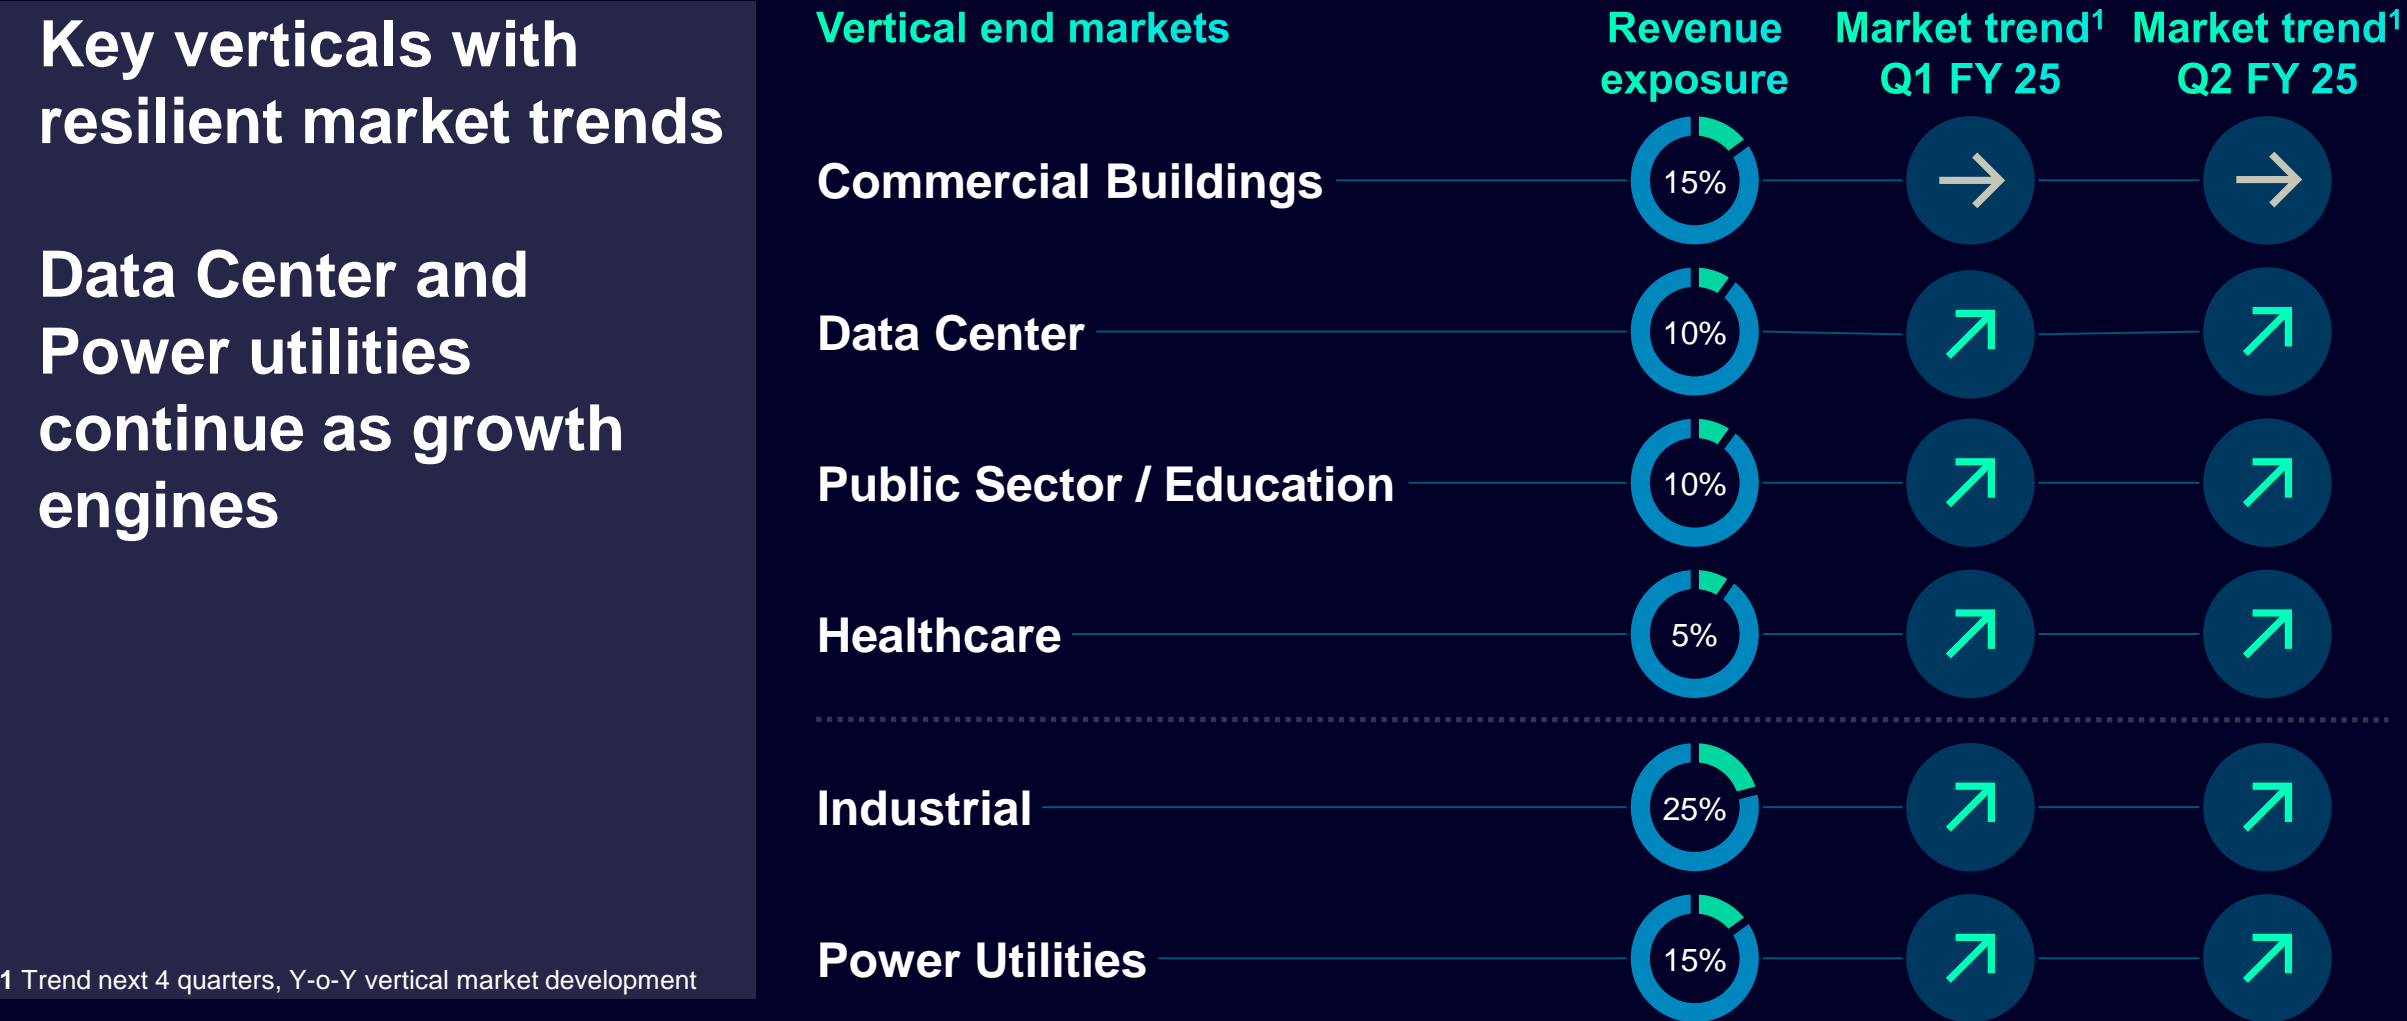 Key verticals with
resilient market trends
Data Center and
Power utilities
continue as growth
engines
1 Trend next 4 quarters, Y-o-Y vertical market development
Vertical end markets
Revenue
exposure
Market trend¹
Q1 FY 25
Market trend¹
Q2 FY 25
Commercial Buildings
15%
Data Center
10%
Public Sector / Education
10%
Healthcare
5%
Industrial
25%
Power Utilities
15%